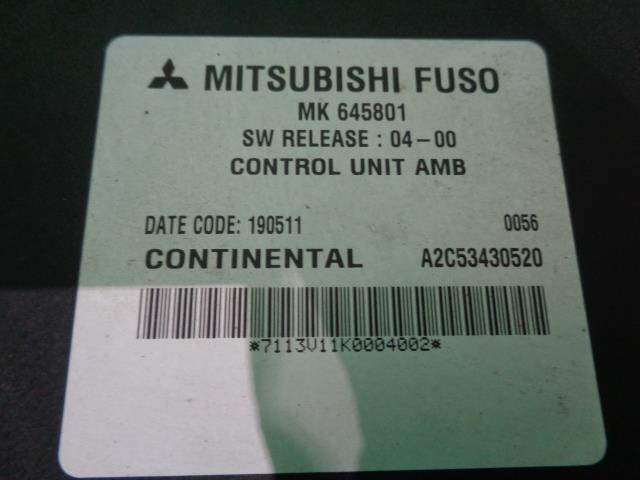 MITSUBISHI FUSO
MK 645801
SW RELEASE : 04-00
CONTROL UNIT AMB
DATE CODE: 190511 0056
CONTINENTAL A2C53430520
*7113V11K0004002*